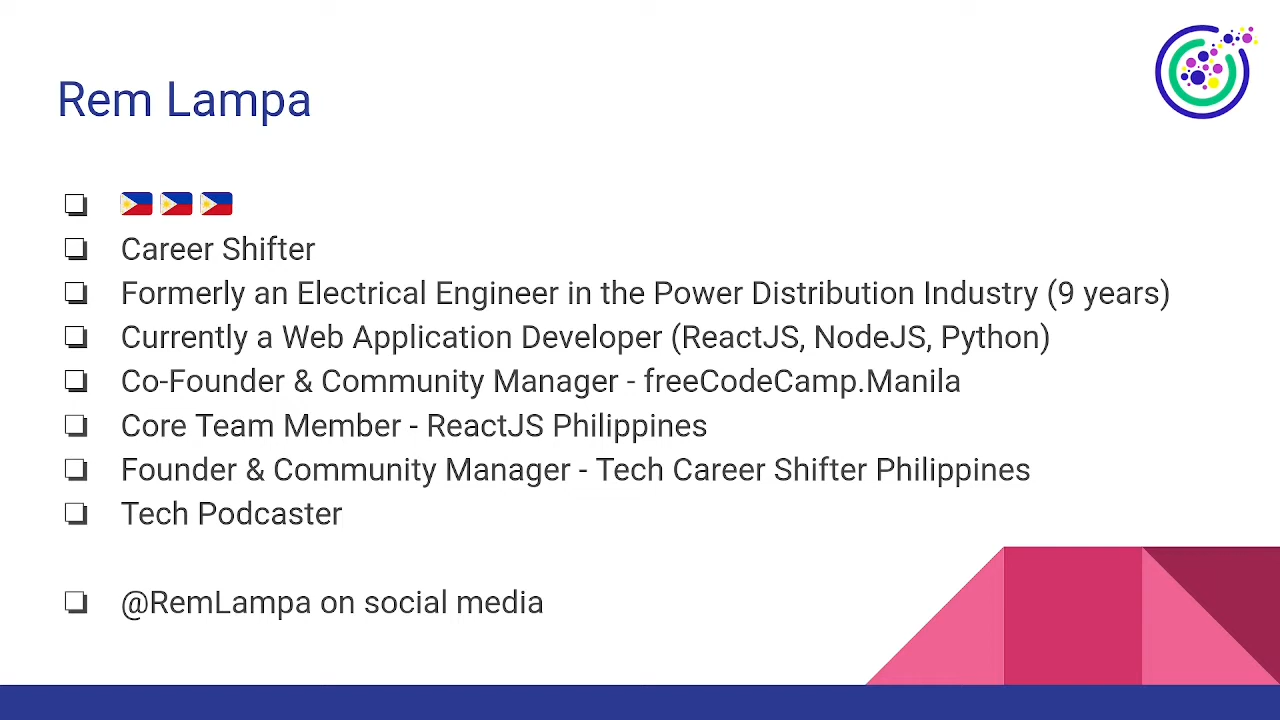 Rem Lampa
❏ 🇵🇭 🇵🇭 🇵🇭
❏ Career Shifter
❏ Formerly an Electrical Engineer in the Power Distribution Industry (9 years)
❏ Currently a Web Application Developer (ReactJS, NodeJS, Python)
❏ Co-Founder & Community Manager - freeCodeCamp.Manila
❏ Core Team Member - ReactJS Philippines
❏ Founder & Community Manager - Tech Career Shifter Philippines
❏ Tech Podcaster
❏ @RemLampa on social media